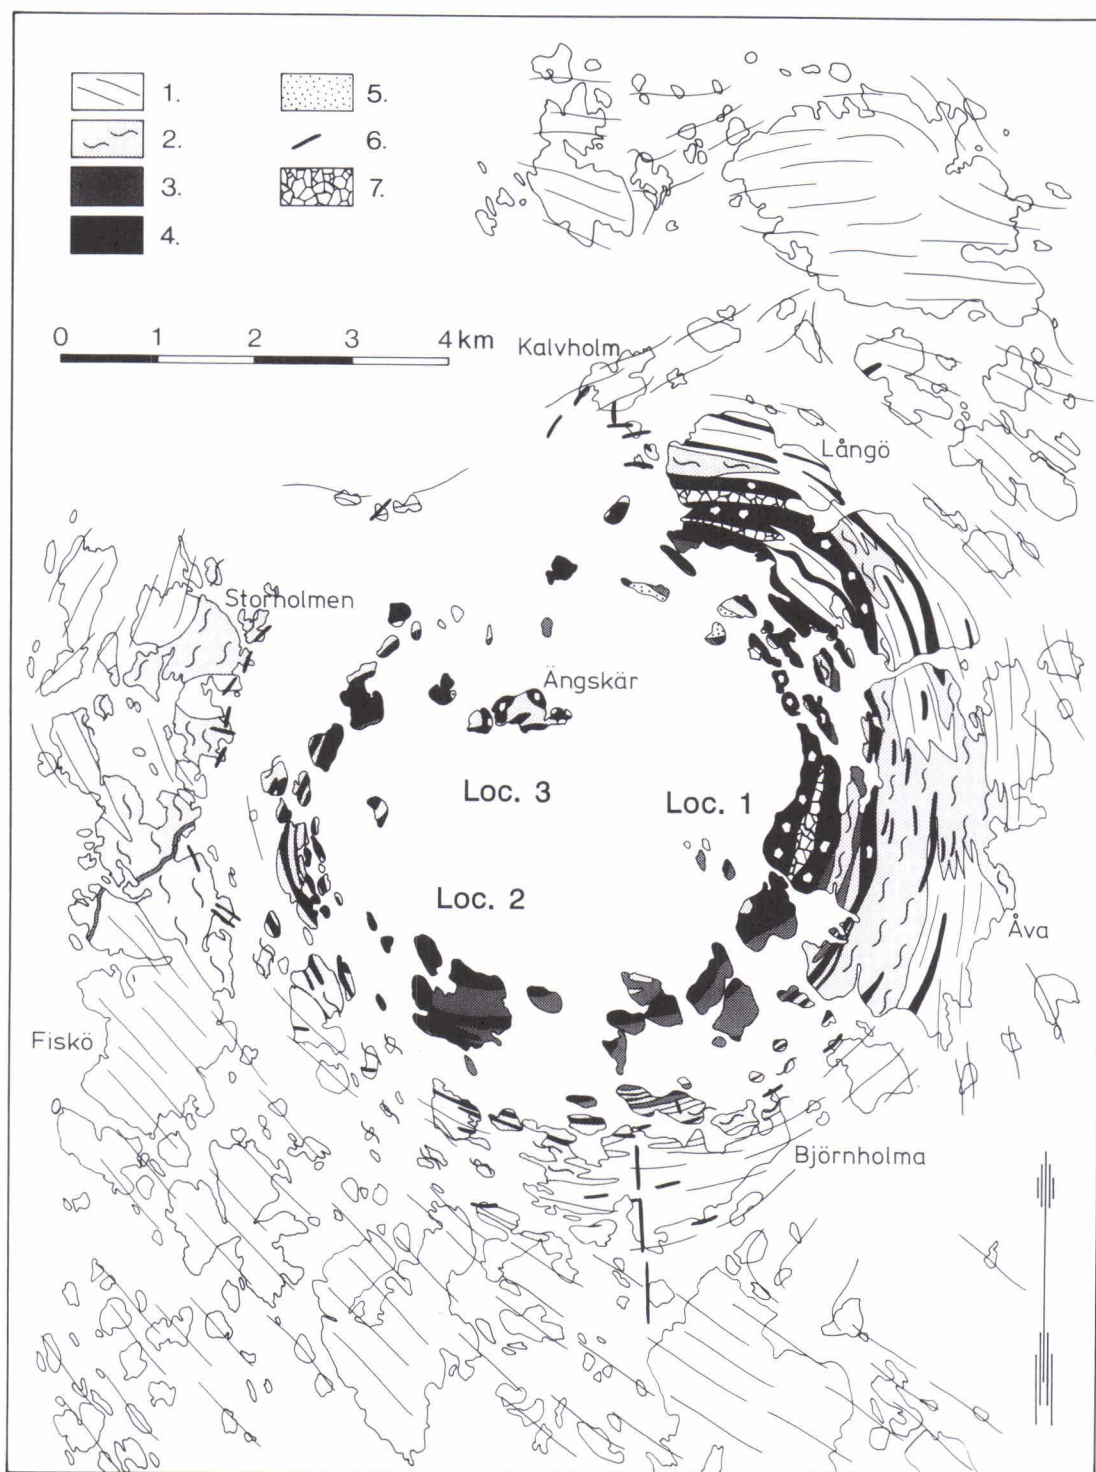 1.
2.
3.
4.
5.
6.
7.
0 1 2 3 4 km
Kalvholm
Långö
Storholmen
Ängskär
Loc. 3
Loc. 1
Loc. 2
Åva
Fiskö
Björnholma